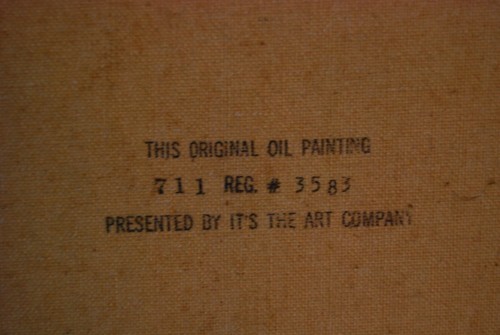 THIS ORIGINAL OIL PAINTING
711 REG. # 3583
PRESENTED BY IT'S THE ART COMPANY